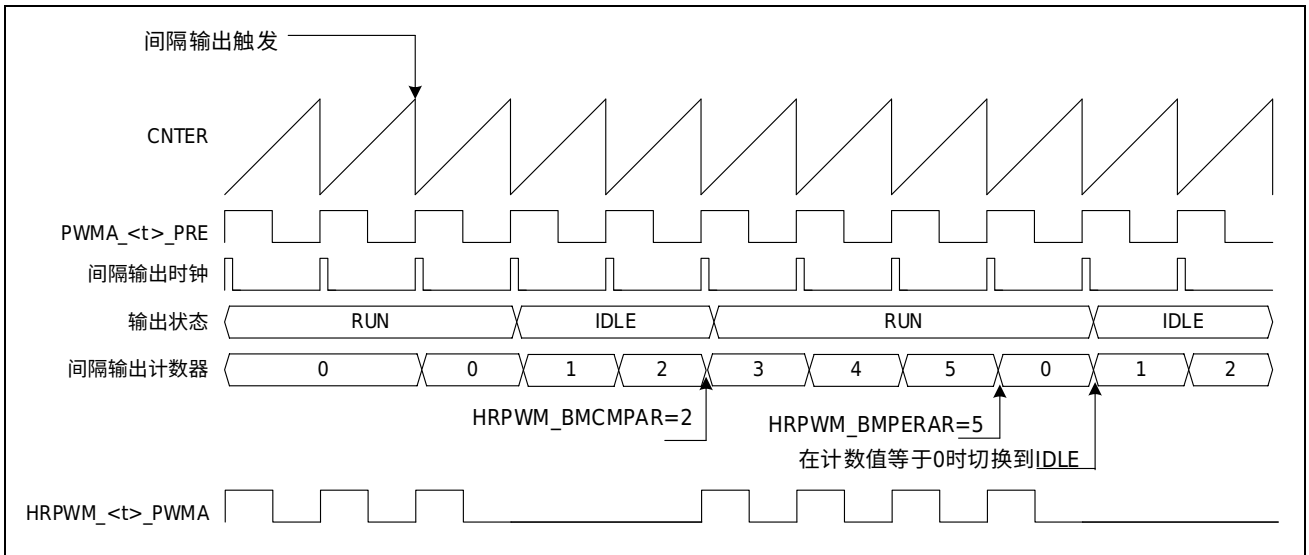 间隔输出触发
CNTER
PWMA_<t>_PRE
间隔输出时钟
输出状态 RUN IDLE RUN IDLE
间隔输出计数器 0 0 1 2 3 4 5 0 1 2
HRPWM_BMCMPAR=2
HRPWM_BMPERAR=5
在计数值等于0时切换到IDLE
HRPWM_<t>_PWMA